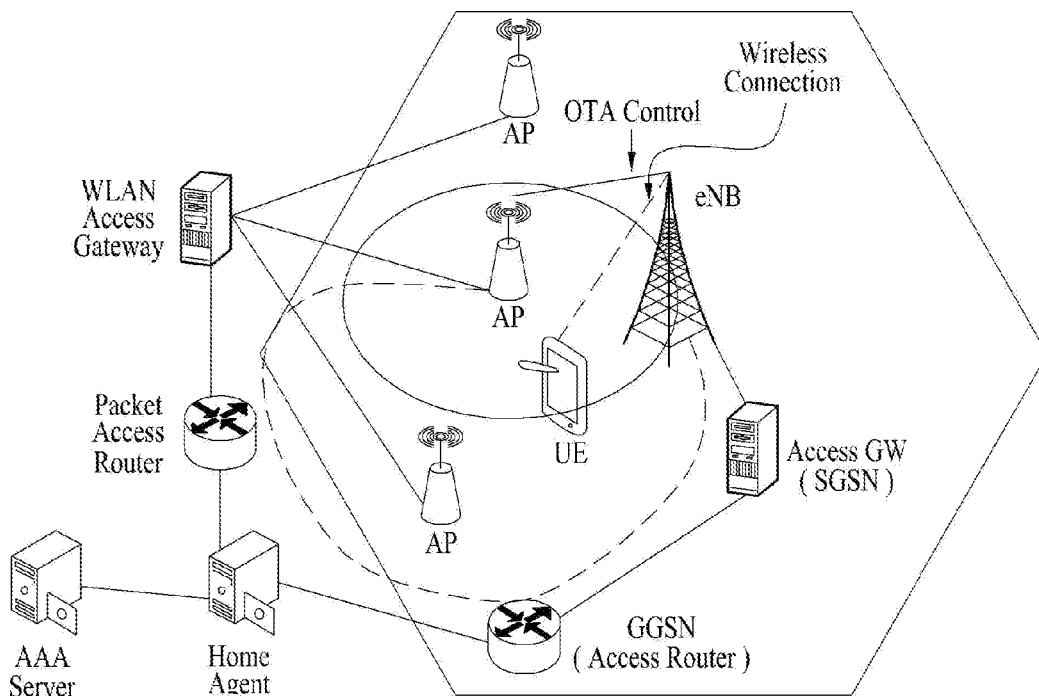 Wireless
Connection
OTA Control
AP
eNB
WLAN
Access
Gateway
AP
Packet
Access
Router
UE
Access GW
( SGSN )
AP
GGSN
( Access Router )
AAA
Server
Home
Agent